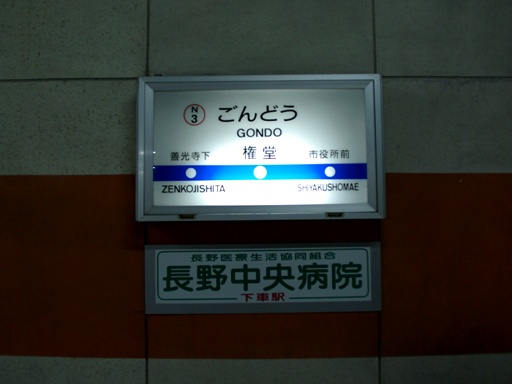 N
3
ごんどう
GONDO
善光寺下 権堂 市役所前
ZENKOJISHITA SHIYAKUSHOMAE
長野医療生活協同組合
長野中央病院
下車駅